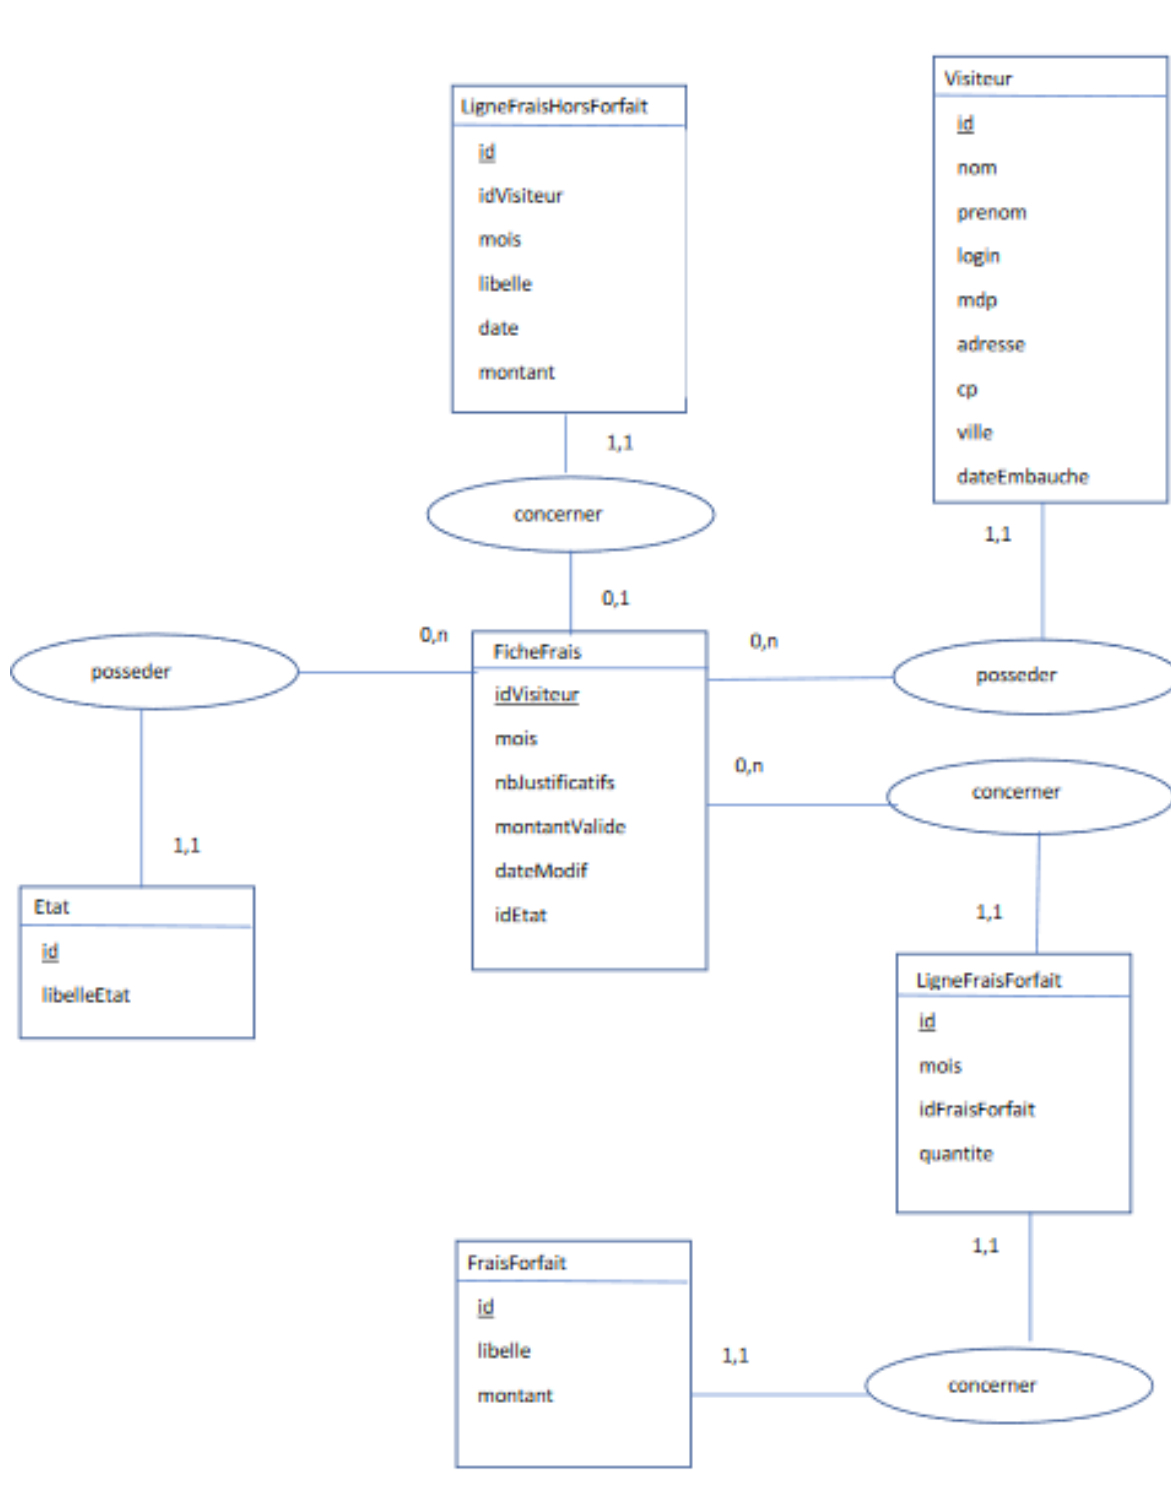 Visiteur
id
nom
prenom
login
mdp
adresse
cp
ville
dateEmbauche
1,1
LigneFraisHorsForfait
id
idVisiteur
mois
libelle
date
montant
1,1
concerner
0,1
0,n
posseder
1,1
FicheFrais
idVisiteur
mois
nbJustificatifs
montantValide
dateModif
idEtat
0,n
posseder
0,n
concerner
1,1
Etat
id
libelleEtat
LigneFraisForfait
id
mois
idFraisForfait
quantite
1,1
FraisForfait
id
libelle
montant
1,1
concerner